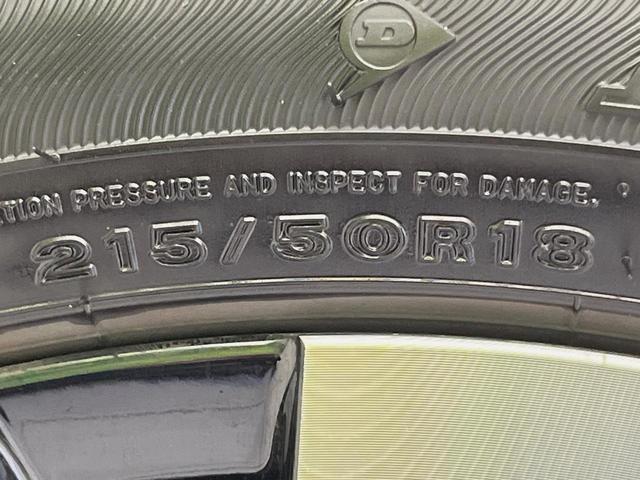 D
ATION PRESSURE AND INSPECT FOR DAMAGE.
215/50R18